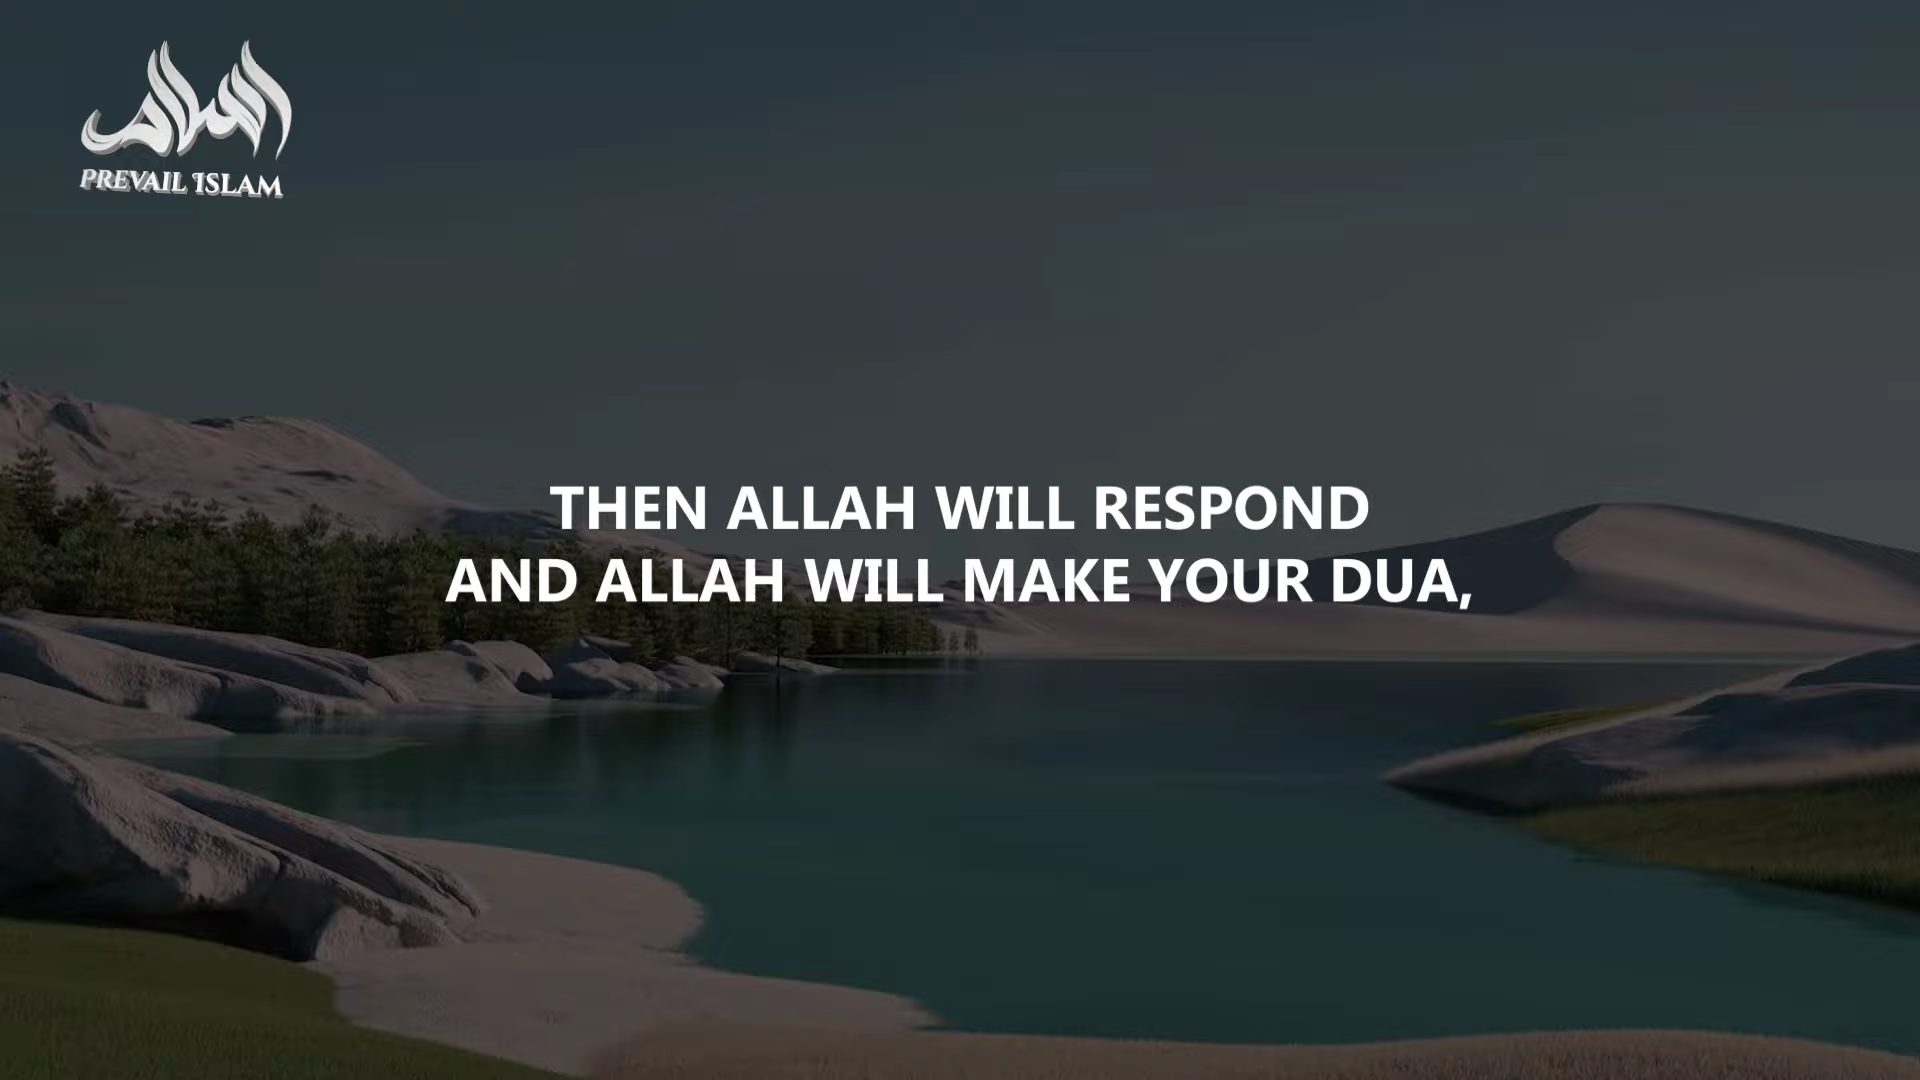 PREVAIL ISLAM
THEN ALLAH WILL RESPOND
AND ALLAH WILL MAKE YOUR DUA,